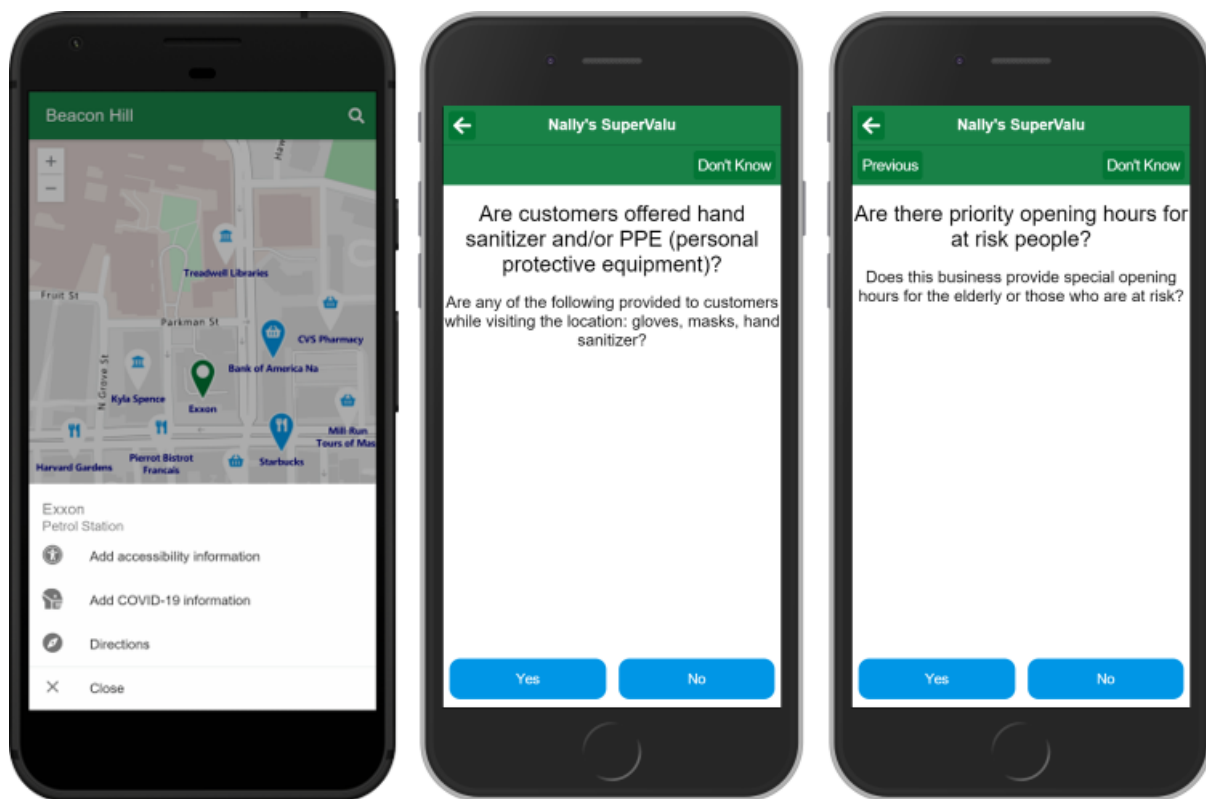 Beacon Hill
+
−
Treadwell Libraries
Fruit St
Parkman St
CVS Pharmacy
Bank of America Na
N Grove St
Kyla Spence
Exxon
Mill-Run
Tours of Mas
Harvard Gardens
Pierrot Bistrot
Francais
Starbucks
Exxon
Petrol Station
Add accessibility information
Add COVID-19 information
Directions
Close
Nally's SuperValu
Don't Know
Are customers offered hand
sanitizer and/or PPE (personal
protective equipment)?
Are any of the following provided to customers
while visiting the location: gloves, masks, hand
sanitizer?
Yes
No
Nally's SuperValu
Previous
Don't Know
Are there priority opening hours for
at risk people?
Does this business provide special opening
hours for the elderly or those who are at risk?
Yes
No